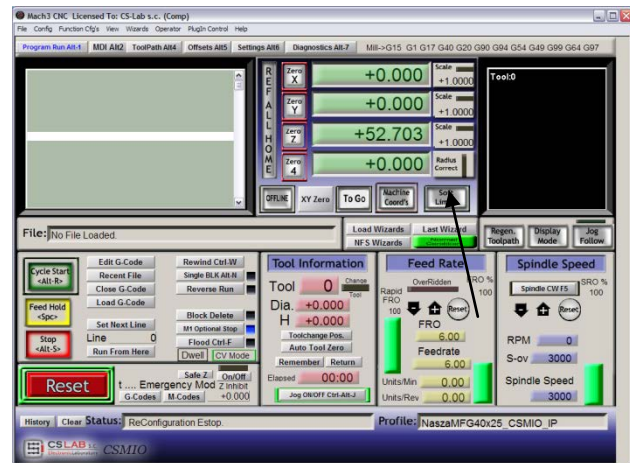 Mach3 CNC Licensed To: CS-Lab s.c. (Comp)
File Config Function Cfg's View Wizards Operator PlugIn Control Help
Program Run Alt-1 MDI Alt2 ToolPath Alt4 Offsets Alt5 Settings Alt6 Diagnostics Alt-7 Mill->G15 G1 G17 G40 G20 G90 G94 G54 G49 G99 G64 G97
REF ALL HOME
Zero X +0.000 Scale +1.0000
Zero Y +0.000 Scale +1.0000
Zero Z +52.703 Scale +1.0000
Zero 4 +0.000 Radius Correct
OFFLINE XY Zero To Go Machine Coord's Soft
Tool:0
File: No File Loaded.
Load Wizards Last Wizard
NFS Wizards Normal Condition
Regen. Toolpath Display Mode Jog Follow
Cycle Start <Alt-R>
Feed Hold <Spc>
Stop <Alt-S>
Edit G-Code Rewind Ctrl-W
Recent File Single BLK Alt-N
Close G-Code Reverse Run
Load G-Code
Block Delete
Set Next Line M1 Optional Stop
Line 0 Flood Ctrl-F
Run From Here Dwell CV Mode
Reset
Safe Z On/Off
t .... Emergency Mod Z Inhibit
G-Codes M-Codes +0.000
Tool Information
Tool 0 Change Tool
Dia. +0.000
H +0.000
Toolchange Pos.
Auto Tool Zero
Remember Return
Elapsed 00:00
Jog ON/OFF Ctrl-Alt-J
Feed Rate
OverRidden
Rapid FRO 100
RO % 100
Reset
FRO
6.00
Feedrate
6.00
Units/Min 0.00
Units/Rev 0.00
Spindle Speed
Spindle CW F5 SRO % 100
Reset
RPM 0
S-ov 3000
Spindle Speed
3000
History Clear Status: ReConfiguration Estop. Profile: NaszaMFG40x25_CSMIO_IP
CSLAB s.c.
CSMIO